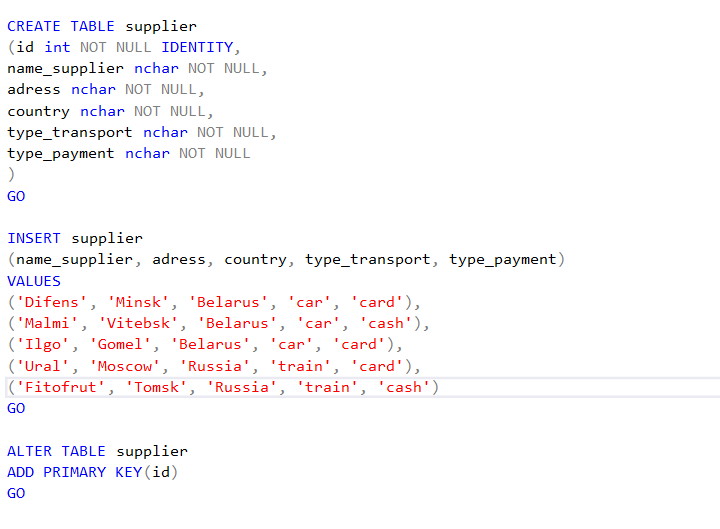 CREATE TABLE supplier
(id int NOT NULL IDENTITY,
name_supplier nchar NOT NULL,
adress nchar NOT NULL,
country nchar NOT NULL,
type_transport nchar NOT NULL,
type_payment nchar NOT NULL
)
GO
INSERT supplier
(name_supplier, adress, country, type_transport, type_payment)
VALUES
('Difens', 'Minsk', 'Belarus', 'car', 'card'),
('Malmi', 'Vitebsk', 'Belarus', 'car', 'cash'),
('Ilgo', 'Gomel', 'Belarus', 'car', 'card'),
('Ural', 'Moscow', 'Russia', 'train', 'card'),
('Fitofrut', 'Tomsk', 'Russia', 'train', 'cash')
GO
ALTER TABLE supplier
ADD PRIMARY KEY(id)
GO